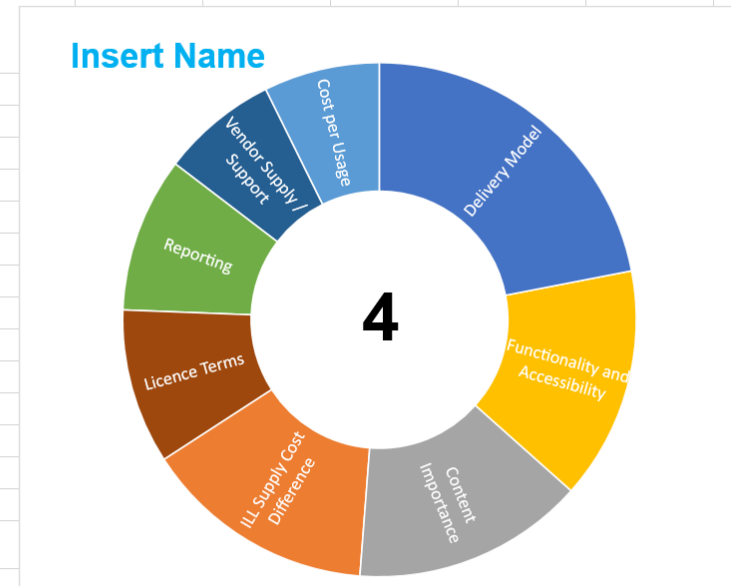 Insert Name
Cost per Usage
Delivery Model
Vendor Supply /
Support
Reporting
4
Functionality and
Accessibility
Licence Terms
ILL Supply Cost
Difference
Content
Importance